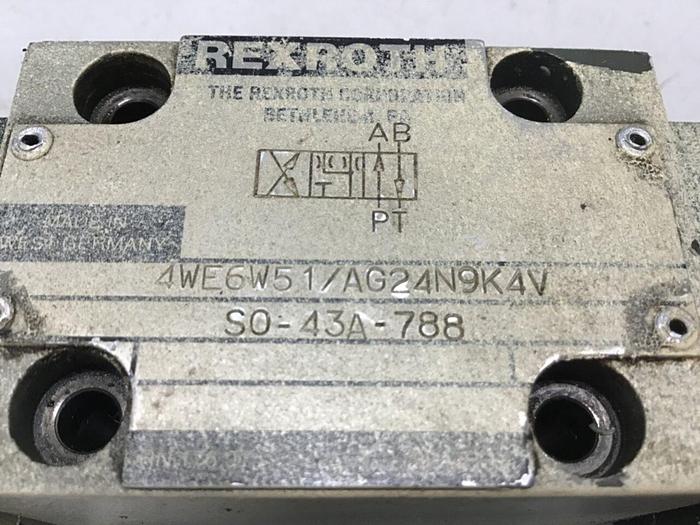 REXROTH
THE REXROTH CORPORATION
BETHLEHEM, PA
AB
PT
MADE IN
WEST GERMANY
4WE6W51/AG24N9K4V
SO-43A-788